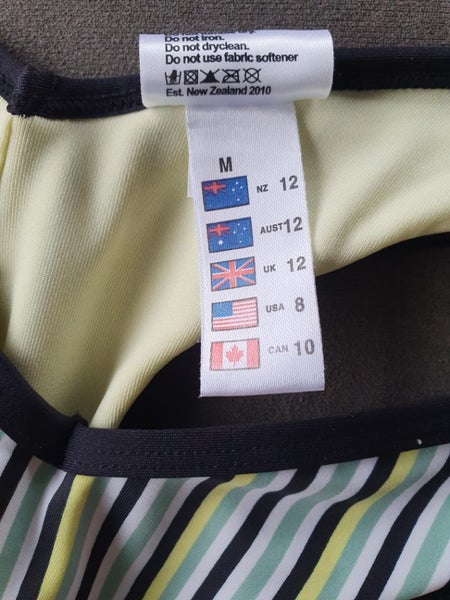 Do not iron.
Do not dryclean.
Do not use fabric softener
Est. New Zealand 2010
M
NZ 12
AUST 12
UK 12
USA 8
CAN 10